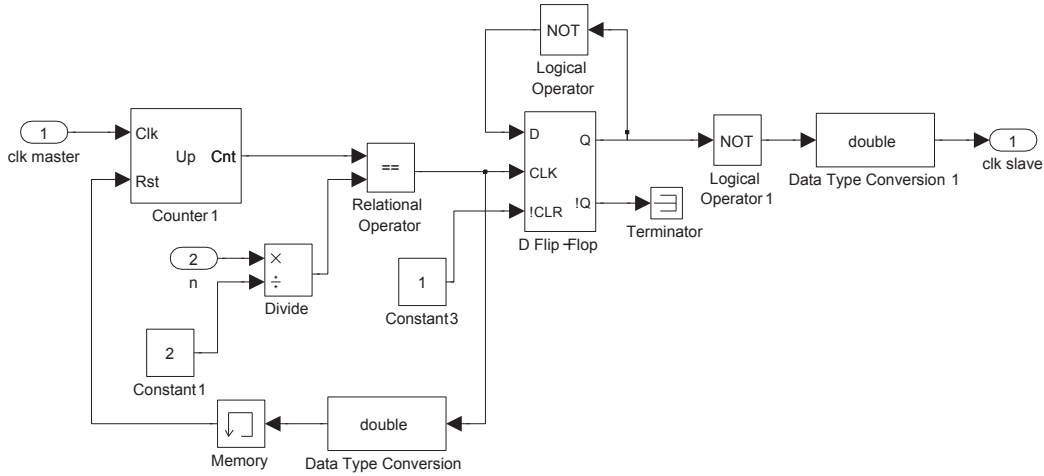 NOT
Logical
Operator
1
clk master
Clk
Up
Cnt
Rst
Counter 1
==
Relational
Operator
D
Q
CLK
!CLR
!Q
D Flip-Flop
NOT
Logical
Operator 1
double
Data Type Conversion 1
1
clk slave
Terminator
2
n
×
÷
Divide
1
Constant3
2
Constant1
Memory
double
Data Type Conversion